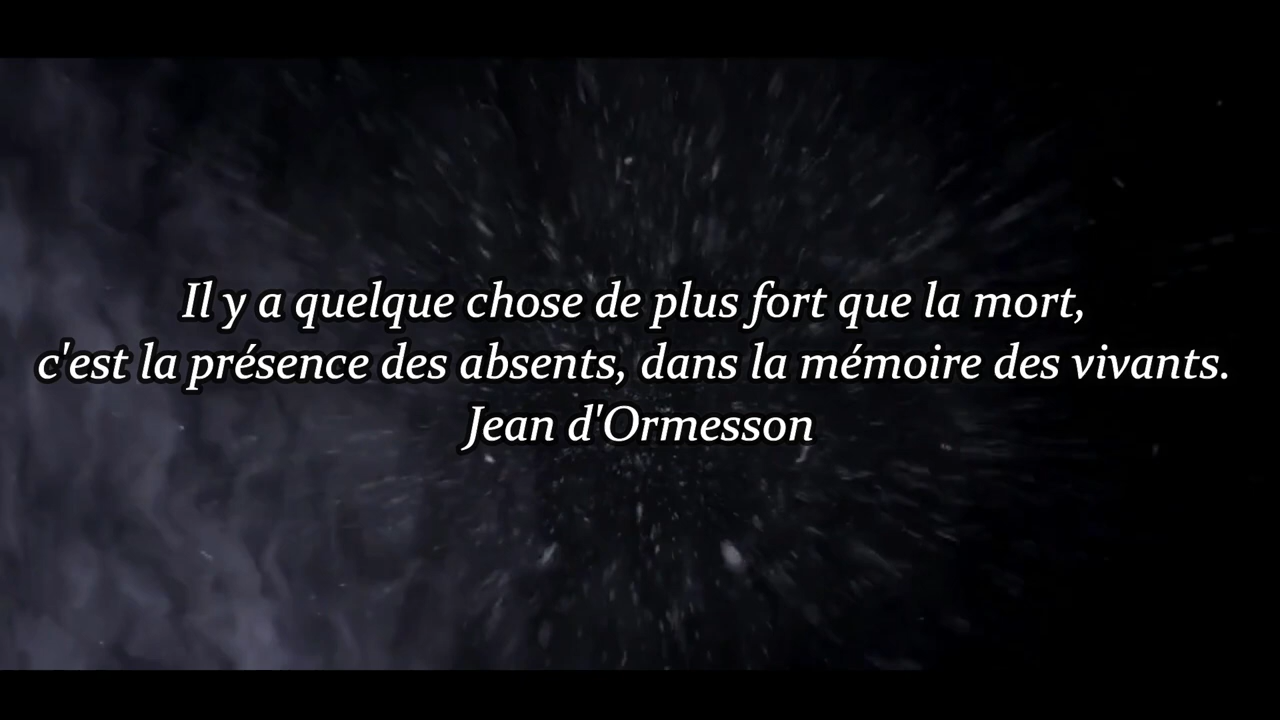 Il y a quelque chose de plus fort que la mort,
c'est la présence des absents, dans la mémoire des vivants.
Jean d'Ormesson